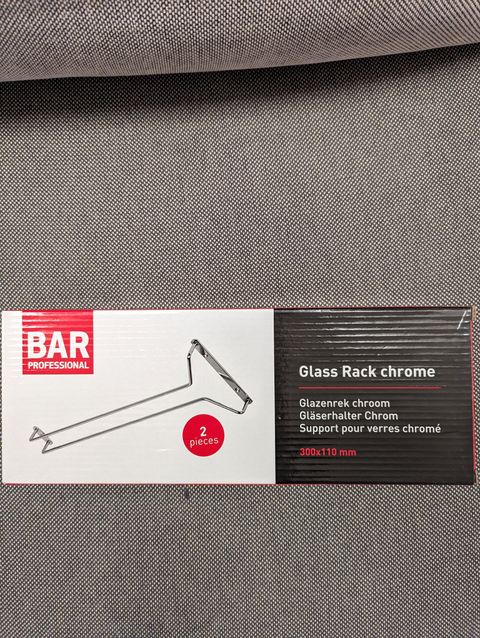 BAR
PROFESSIONAL
2
pieces
Glass Rack chrome
Glazenrek chroom
Gläserhalter Chrom
Support pour verres chromé
300x110 mm